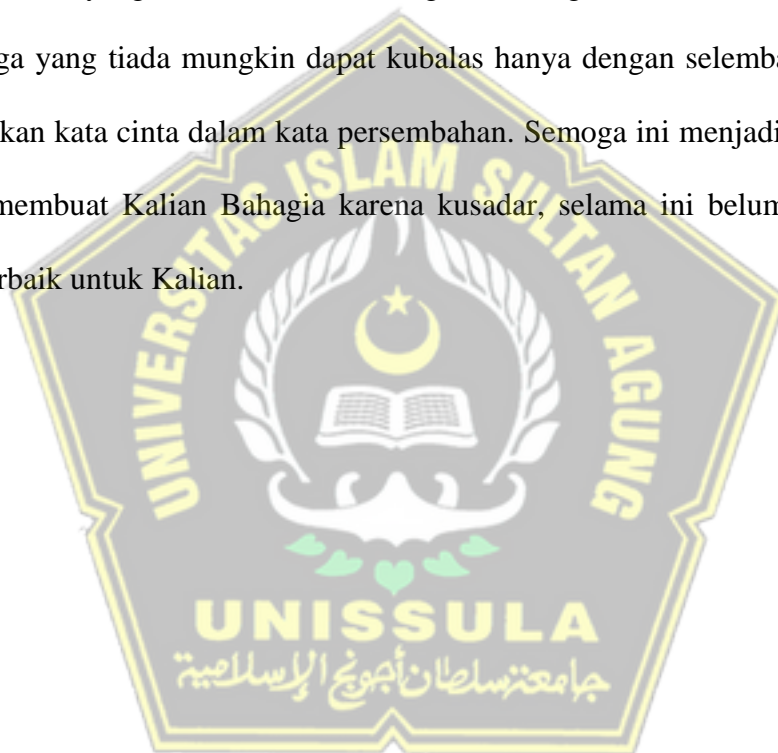 ga yang tiada mungkin dapat kubalas hanya dengan selemba
kan kata cinta dalam kata persembahan. Semoga ini menjadi
membuat Kalian Bahagia karena kusadar, selama ini belum
rbaik untuk Kalian.
UNIVERSITAS ISLAM SULTAN AGUNG
UNISSULA
جامعة سلطان أجونج الإسلامية